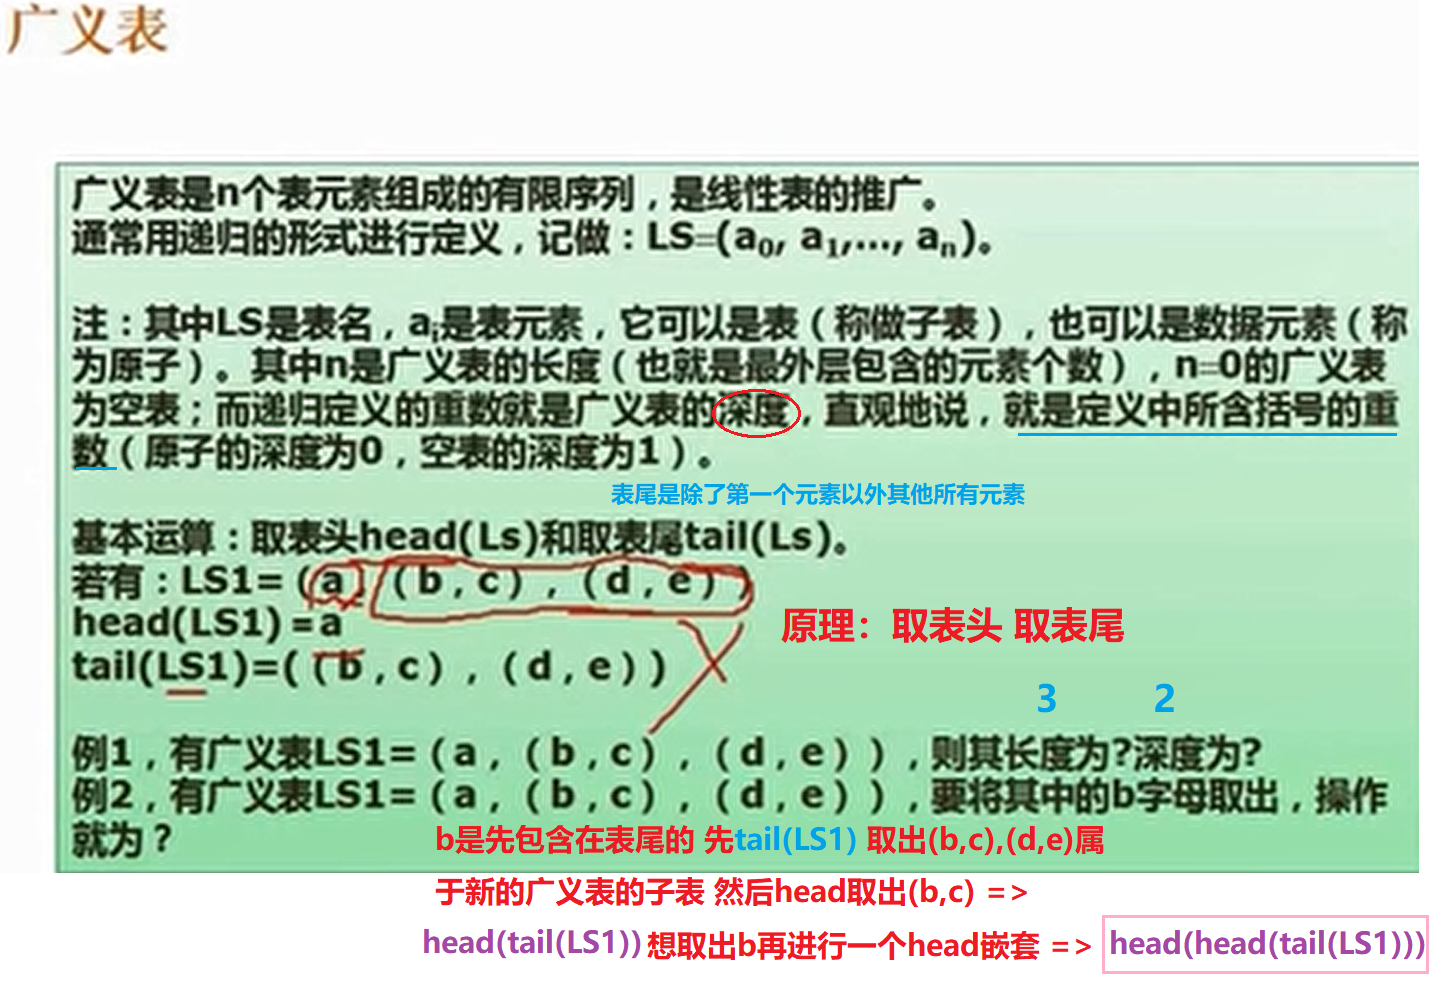 广义表
广义表是n个表元素组成的有限序列，是线性表的推广。
通常用递归的形式进行定义，记做：LS=(a0, a1,..., an)。
注：其中LS是表名，ai是表元素，它可以是表（称做子表），也可以是数据元素（称
为原子）。其中n是广义表的长度（也就是最外层包含的元素个数），n=0的广义表
为空表；而递归定义的重数就是广义表的深度，直观地说，就是定义中所含括号的重
数（原子的深度为0，空表的深度为1）。
表尾是除了第一个元素以外其他所有元素
基本运算：取表头head(Ls)和取表尾tail(Ls)。
若有：LS1=（a，（b，c），（d，e））
head(LS1)=a
原理：取表头 取表尾
tail(LS1)=(（b，c），（d，e））
3 2
例1，有广义表LS1=（a，（b，c），（d，e）），则其长度为?深度为?
例2，有广义表LS1=（a，（b，c），（d，e）），要将其中的b字母取出，操作
就为？
b是先包含在表尾的 先tail(LS1) 取出(b,c),(d,e)属
于新的广义表的子表 然后head取出(b,c) =>
head(tail(LS1)) 想取出b再进行一个head嵌套 => head(head(tail(LS1)))